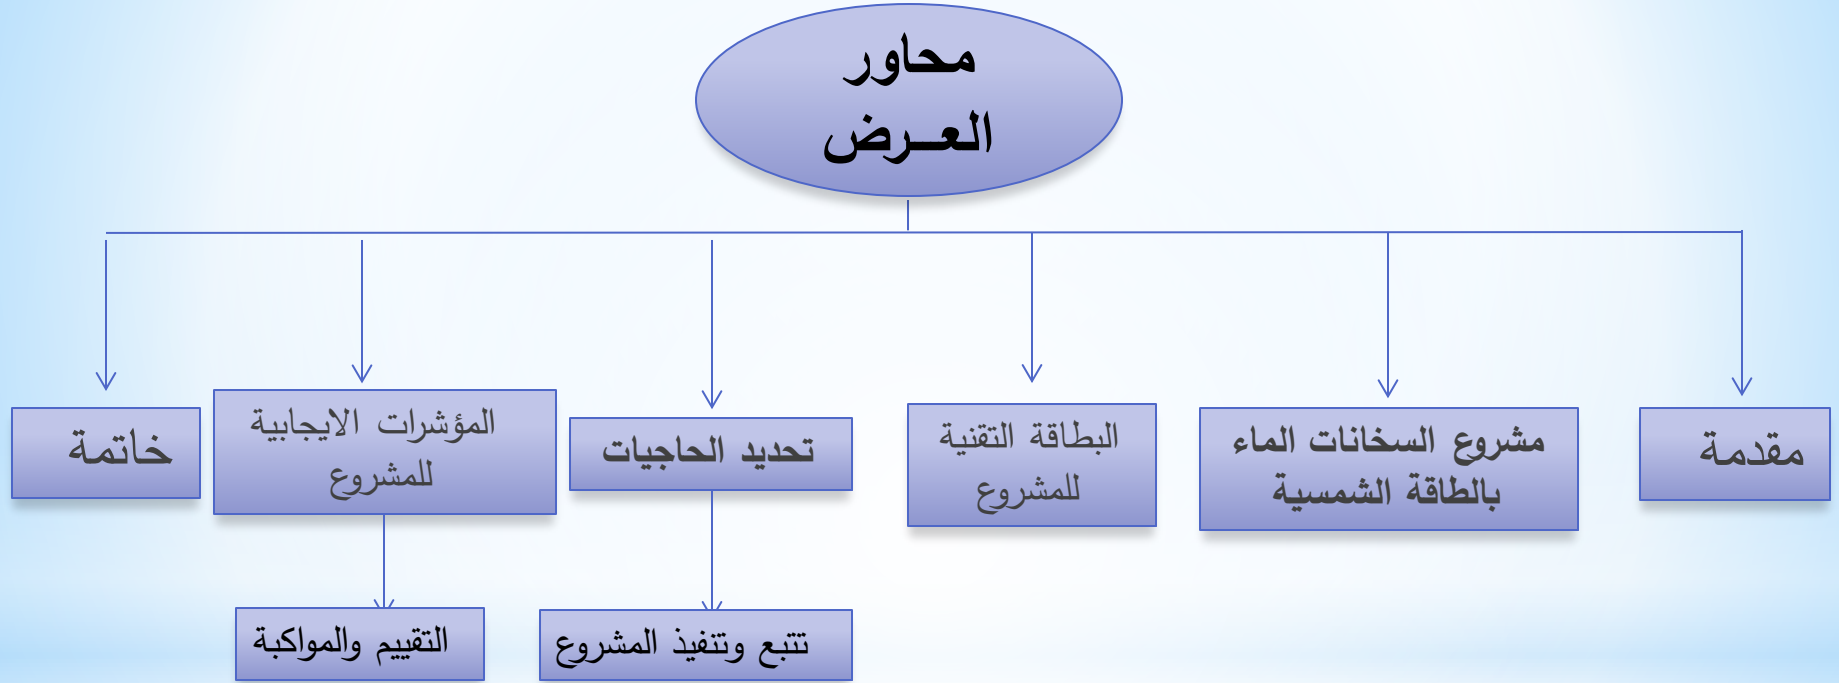 محاور
العـــرض
مقدمة
مشروع السخانات الماء
بالطاقة الشمسية
البطاقة التقنية
للمشروع
تحديد الحاجيات
المؤشرات الايجابية
للمشروع
خاتمة
تتبع وتنفيذ المشروع
التقييم والمواكبة